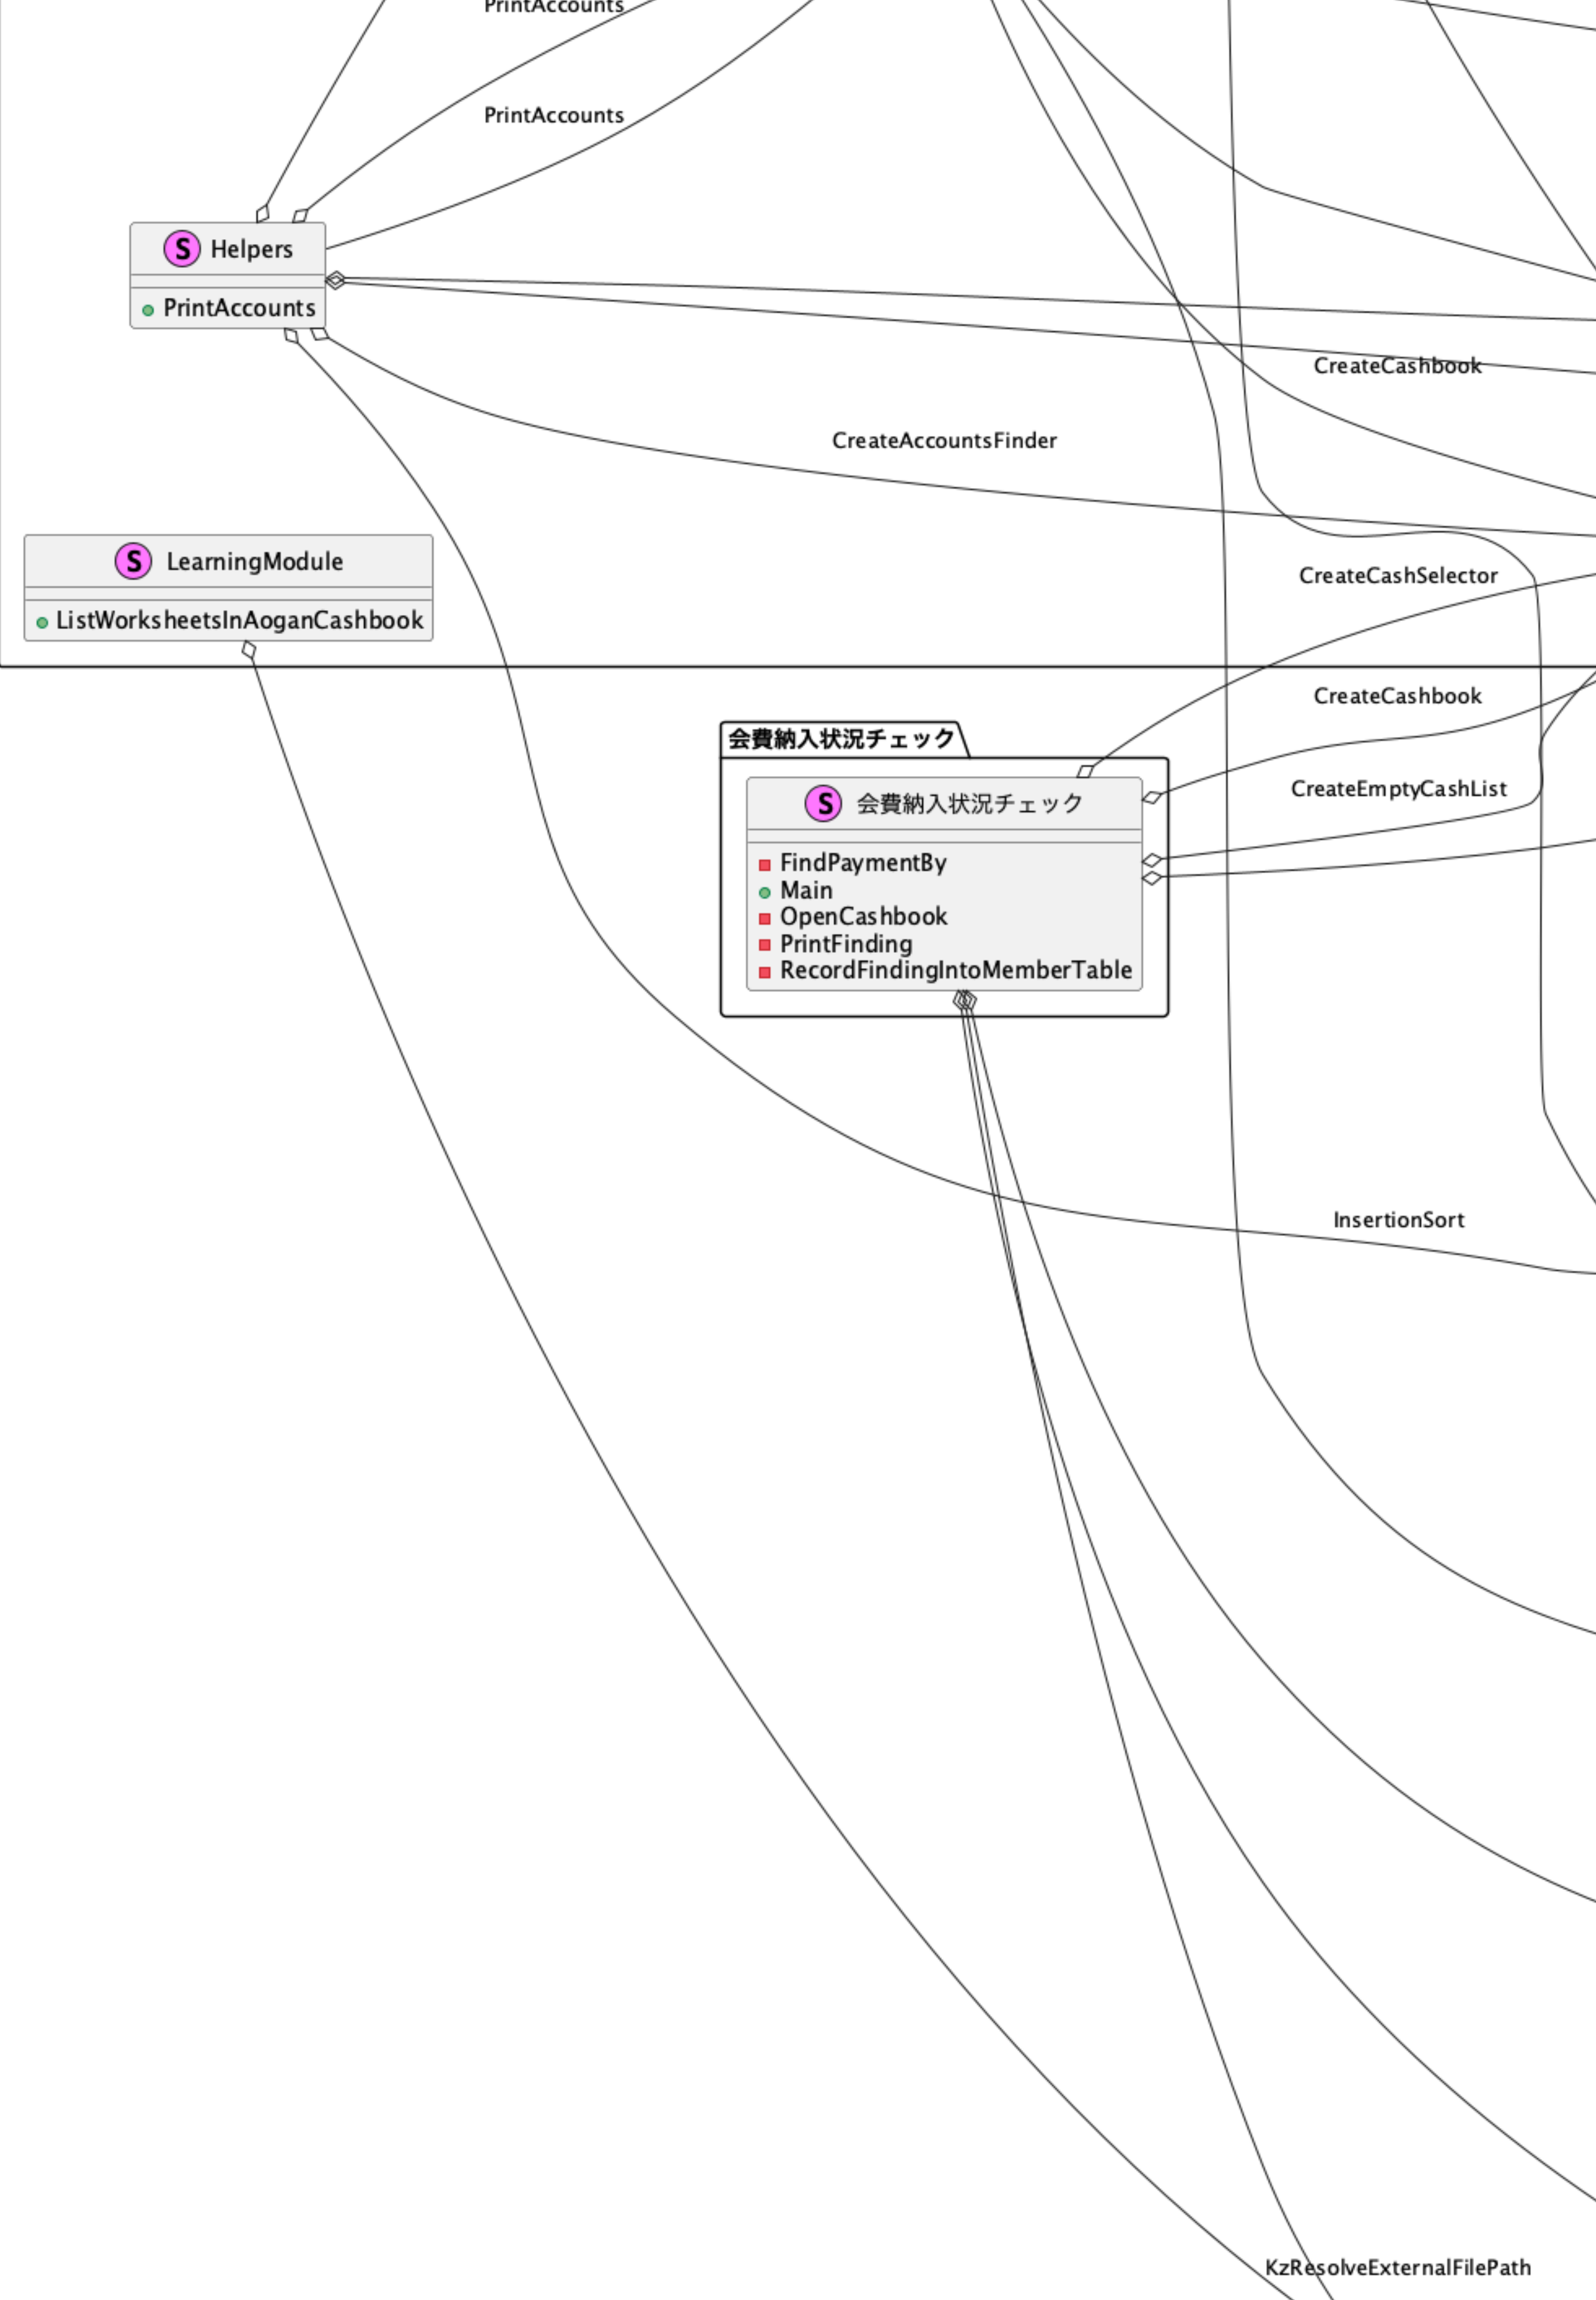 PrintAccounts
PrintAccounts
S Helpers
PrintAccounts
CreateCashbook
CreateAccountsFinder
S LearningModule
ListWorksheetsInAoganCashbook
CreateCashSelector
CreateCashbook
会費納入状況チェック
CreateEmptyCashList
S 会費納入状況チェック
FindPaymentBy
Main
OpenCashbook
PrintFinding
RecordFindingIntoMemberTable
InsertionSort
KzResolveExternalFilePath